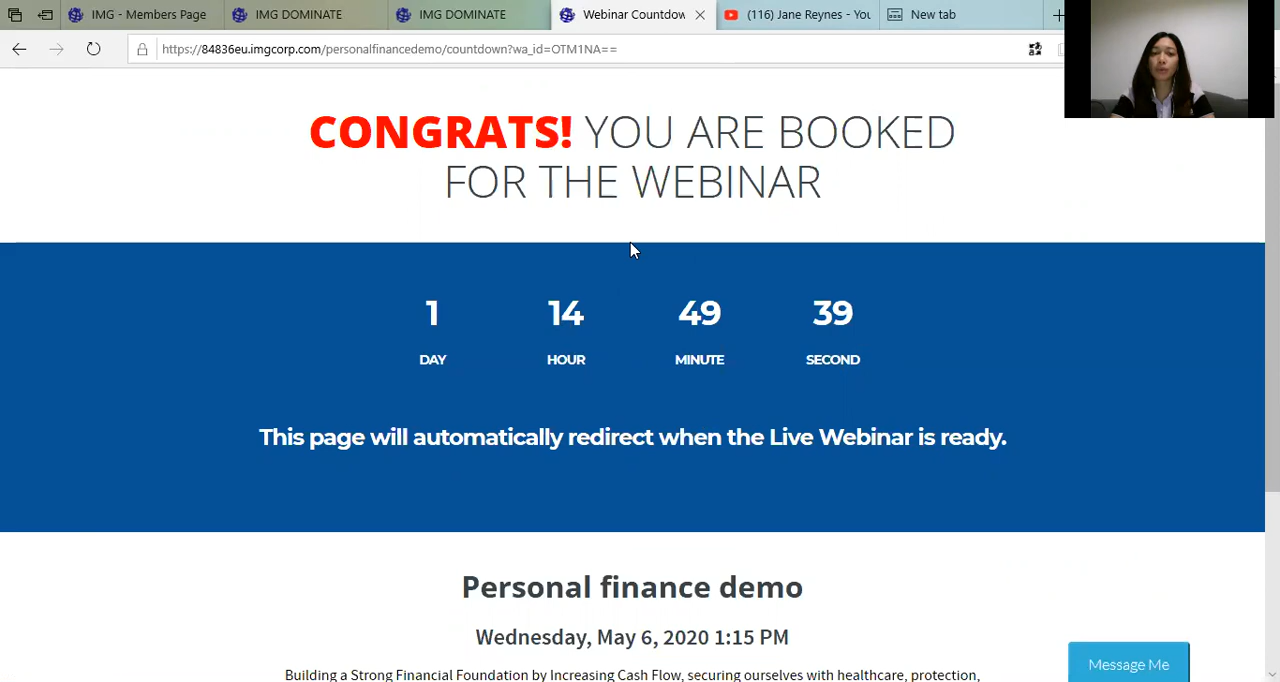 IMG - Members Page
IMG DOMINATE
IMG DOMINATE
Webinar Countdow
(116) Jane Reynes - You
New tab
https://84836eu.imgcorp.com/personalfinancedemo/countdown?wa_id=OTM1NA==
CONGRATS! YOU ARE BOOKED
FOR THE WEBINAR
1 14 49 39
DAY HOUR MINUTE SECOND
This page will automatically redirect when the Live Webinar is ready.
Personal finance demo
Wednesday, May 6, 2020 1:15 PM
Building a Strong Financial Foundation by Increasing Cash Flow, securing ourselves with healthcare, protection,
Message Me